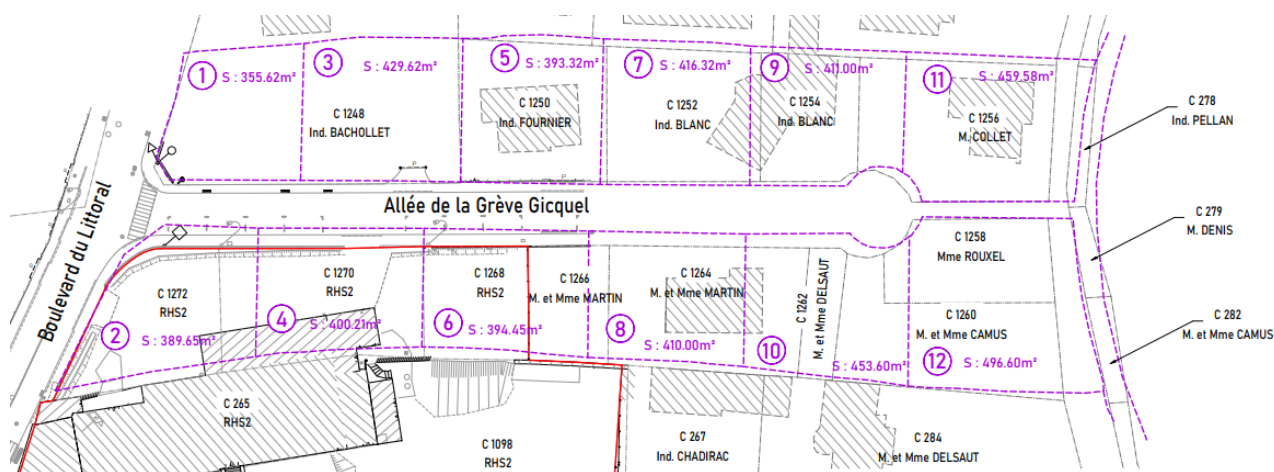 1
S : 355.62m²
3
S : 429.62m²
5
S : 393.32m²
7
S : 416.32m²
9
S : 411.00m²
11
S : 459.58m²
C 1248
Ind. BACHOLLET
C 1250
Ind. FOURNIER
C 1252
Ind. BLANC
C 1254
Ind. BLANC
C 1256
M. COLLET
C 278
Ind. PELLAN
Boulevard du Littoral
Allée de la Grève Gicquel
C 279
M. DENIS
C 1272
RHS2
C 1270
RHS2
C 1268
RHS2
C 1266
M. et Mme MARTIN
C 1264
M. et Mme MARTIN
C 1262
M. et Mme DELSAUT
C 1258
Mme ROUXEL
C 1260
M. et Mme CAMUS
C 282
M. et Mme CAMUS
2
S : 389.65m²
4
S : 400.21m²
6
S : 394.45m²
8
S : 410.00m²
10
S : 453.60m²
12
S : 496.60m²
C 265
RHS2
C 1098
RHS2
C 267
Ind. CHADIRAC
C 284
M. et Mme DELSAUT